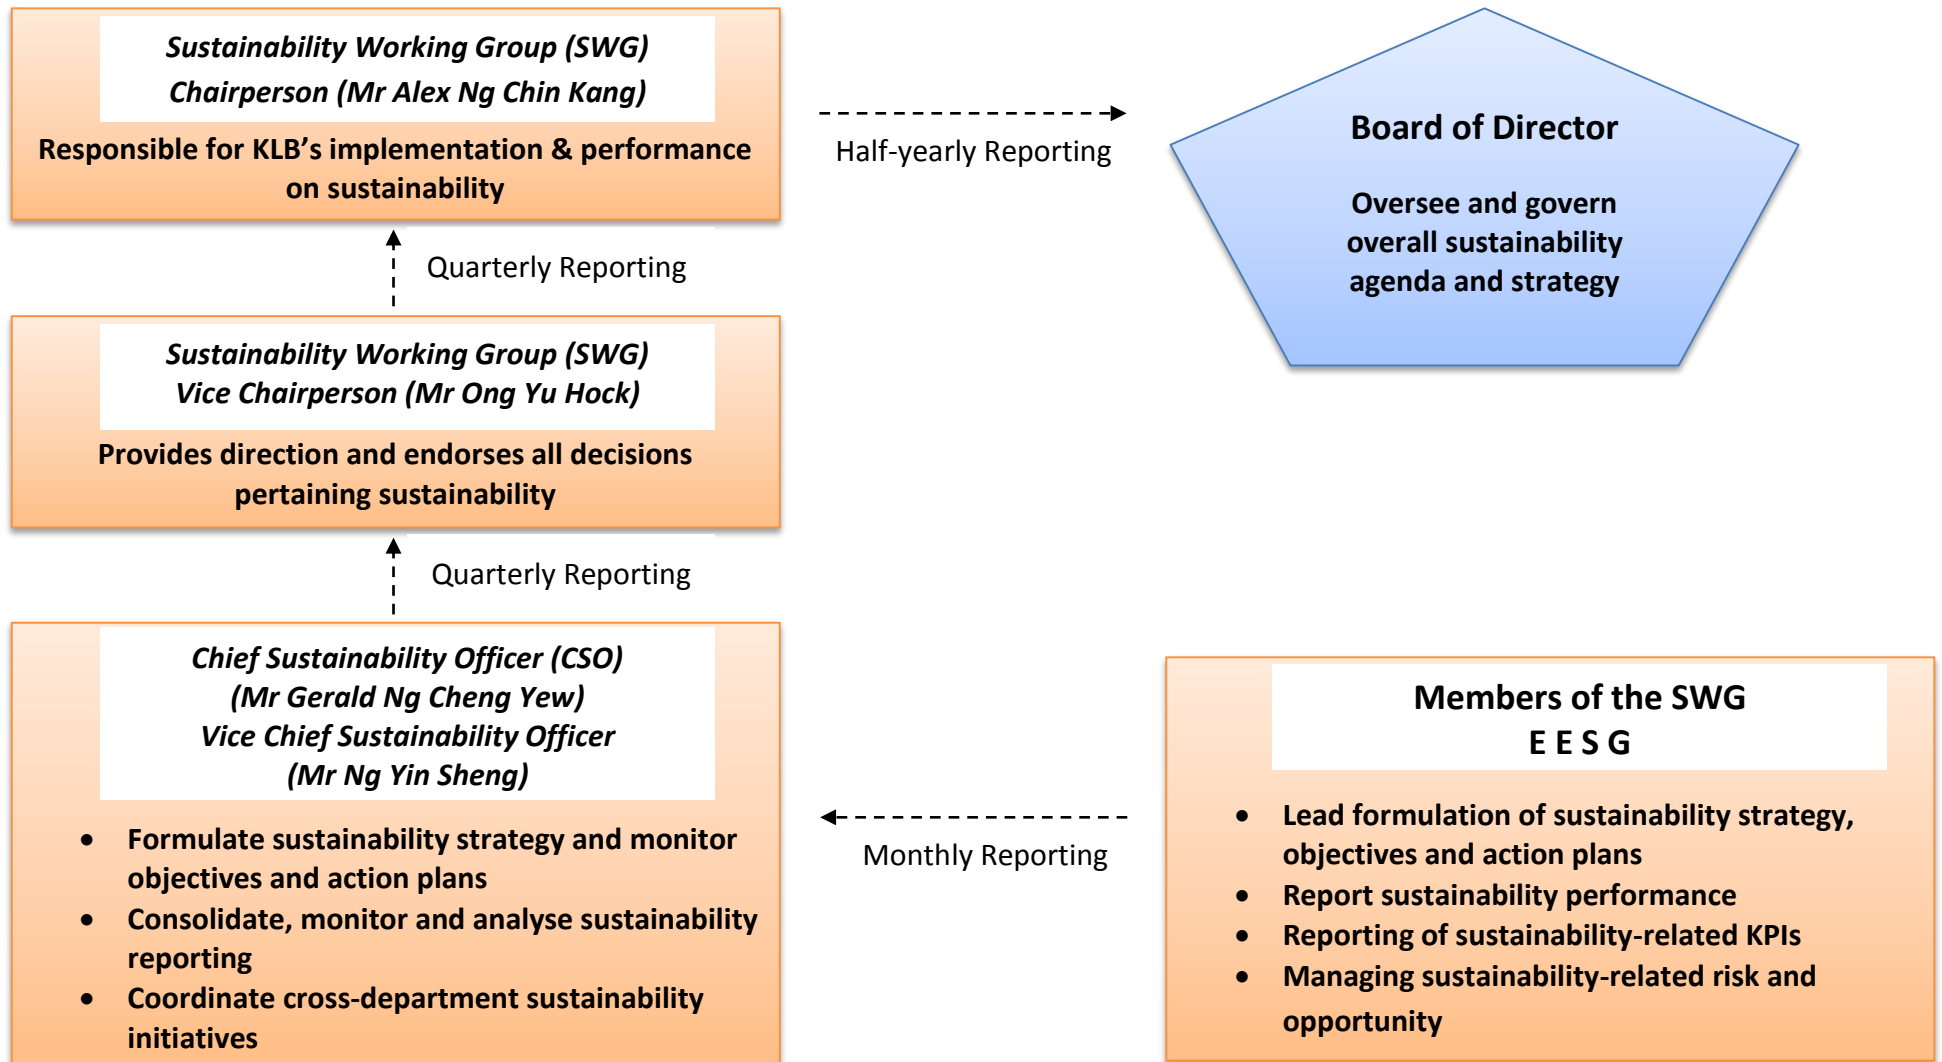 Sustainability Working Group (SWG)
Chairperson (Mr Alex Ng Chin Kang)
Responsible for KLB’s implementation & performance
on sustainability
Half-yearly Reporting
Board of Director
Oversee and govern
overall sustainability
agenda and strategy
Quarterly Reporting
Sustainability Working Group (SWG)
Vice Chairperson (Mr Ong Yu Hock)
Provides direction and endorses all decisions
pertaining sustainability
Quarterly Reporting
Chief Sustainability Officer (CSO)
(Mr Gerald Ng Cheng Yew)
Vice Chief Sustainability Officer
(Mr Ng Yin Sheng)
• Formulate sustainability strategy and monitor
objectives and action plans
• Consolidate, monitor and analyse sustainability
reporting
• Coordinate cross-department sustainability
initiatives
Monthly Reporting
Members of the SWG
E E S G
• Lead formulation of sustainability strategy,
objectives and action plans
• Report sustainability performance
• Reporting of sustainability-related KPIs
• Managing sustainability-related risk and
opportunity